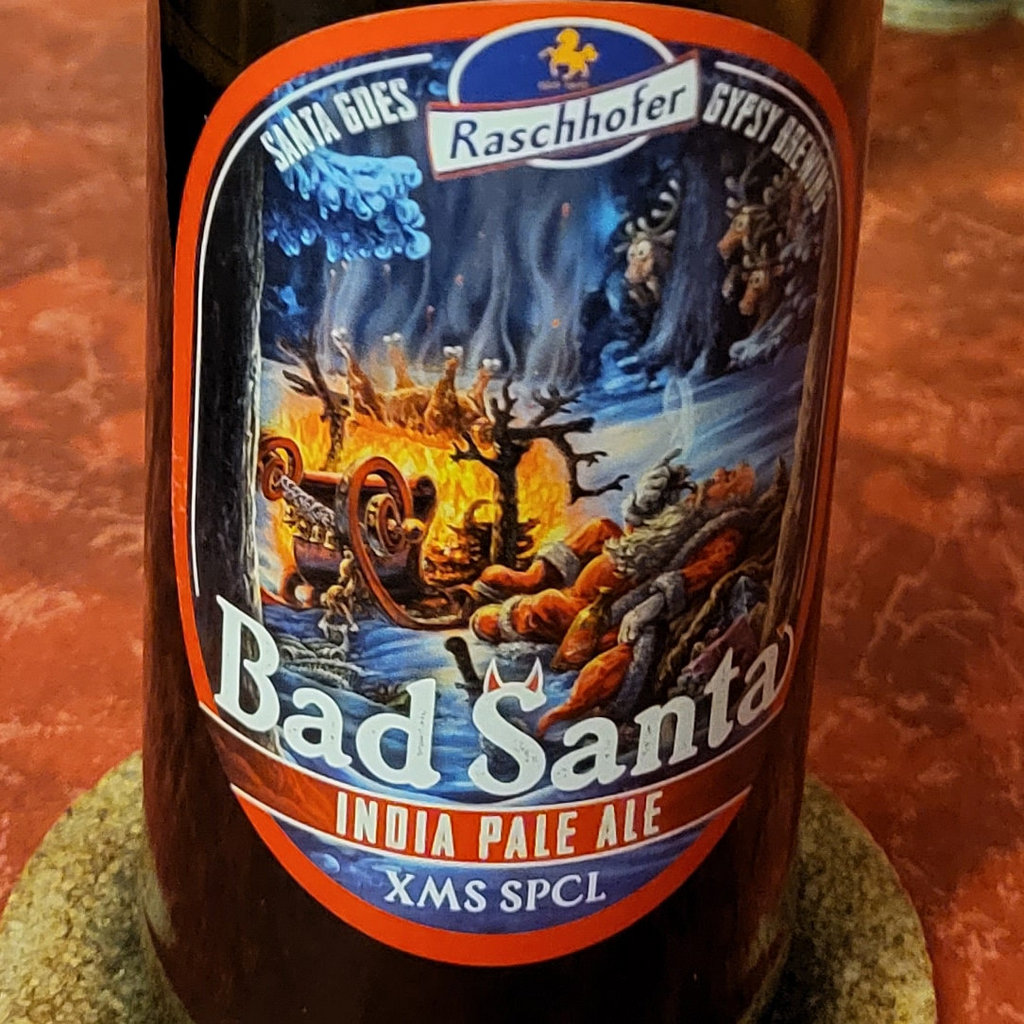 SANTA GOES
Raschhofer
GYPSY BREWING
Bad Santa
INDIA PALE ALE
XMS SPCL